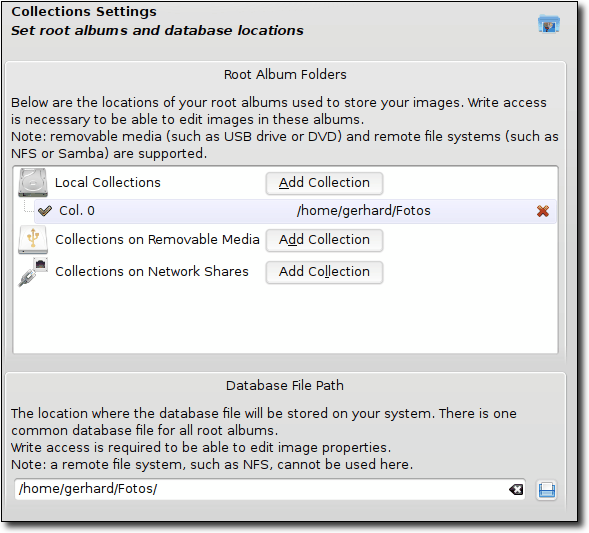 Collections Settings
Set root albums and database locations
Root Album Folders
Below are the locations of your root albums used to store your images. Write access
is necessary to be able to edit images in these albums.
Note: removable media (such as USB drive or DVD) and remote file systems (such as
NFS or Samba) are supported.
Local Collections Add Collection
Col. 0 /home/gerhard/Fotos
Collections on Removable Media Add Collection
Collections on Network Shares Add Collection
Database File Path
The location where the database file will be stored on your system. There is one
common database file for all root albums.
Write access is required to be able to edit image properties.
Note: a remote file system, such as NFS, cannot be used here.
/home/gerhard/Fotos/